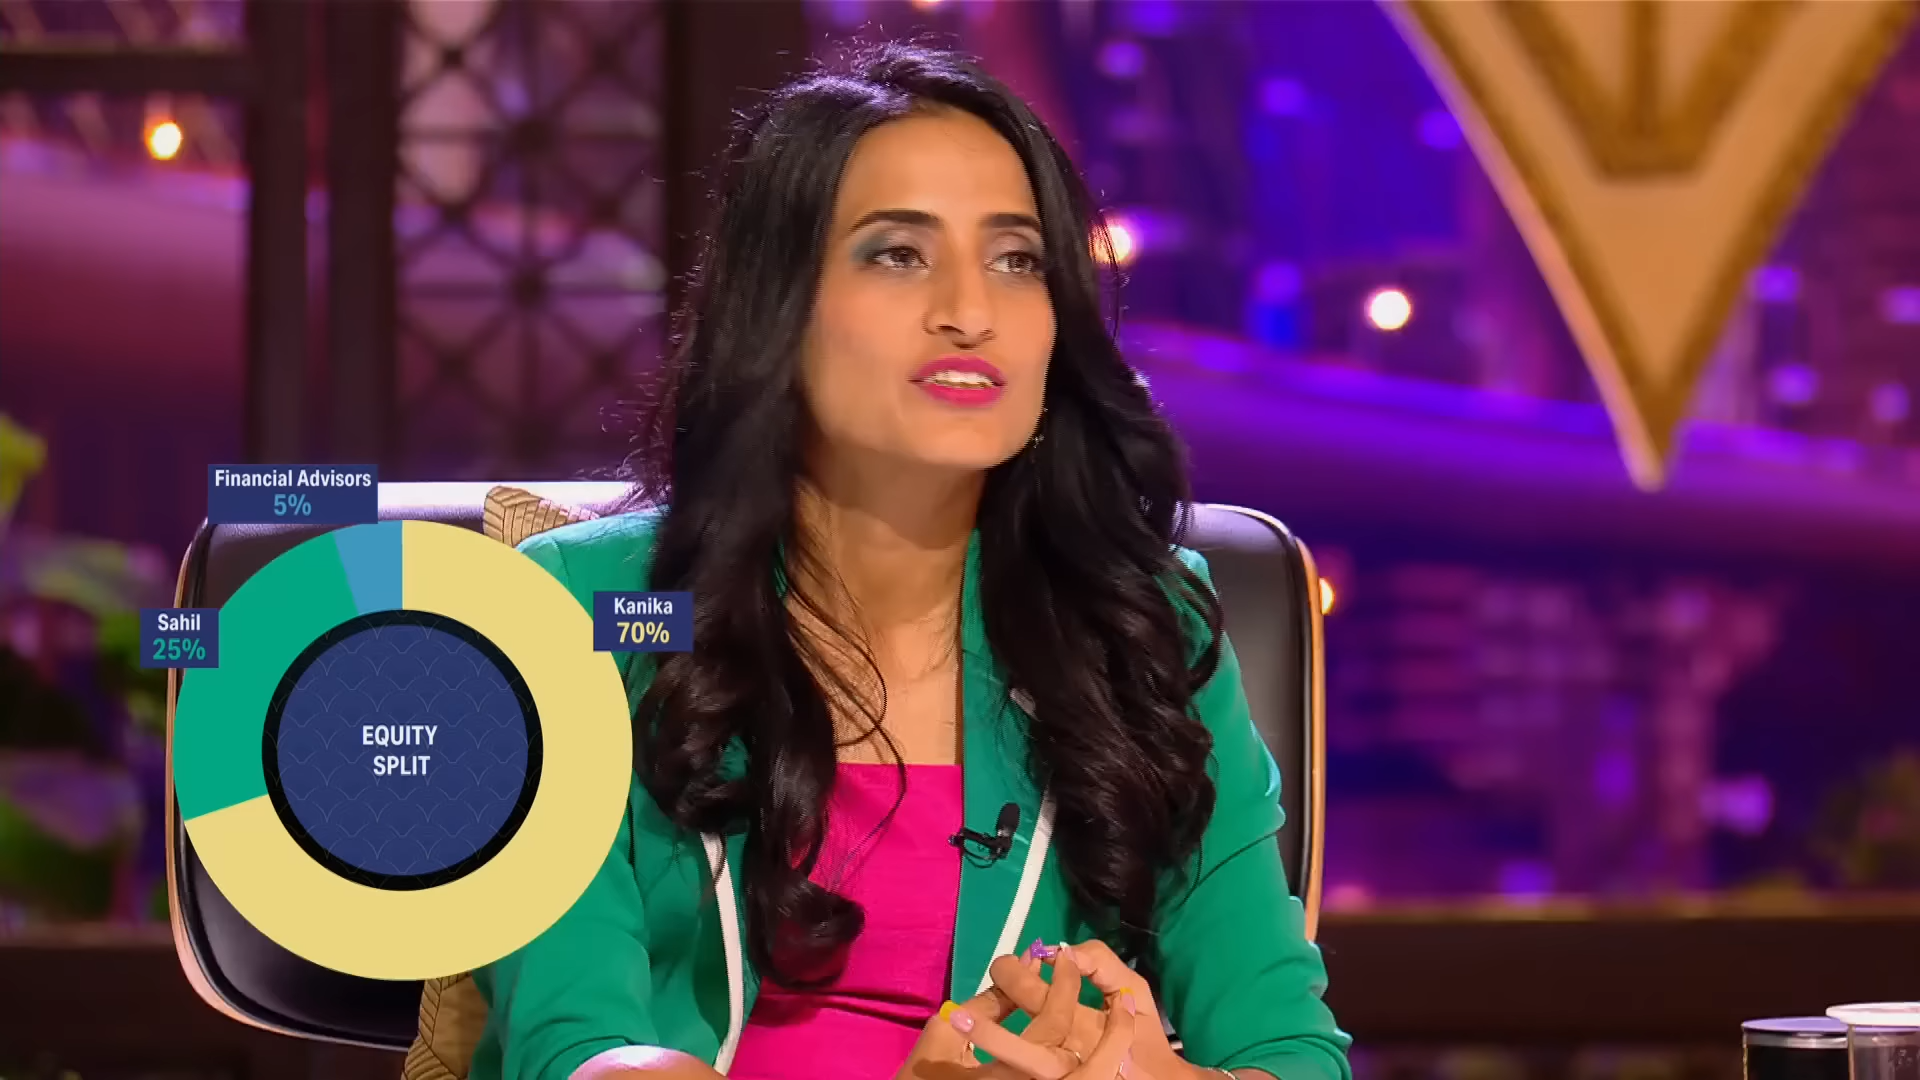 Financial Advisors
5%
Kanika
70%
Sahil
25%
EQUITY
SPLIT